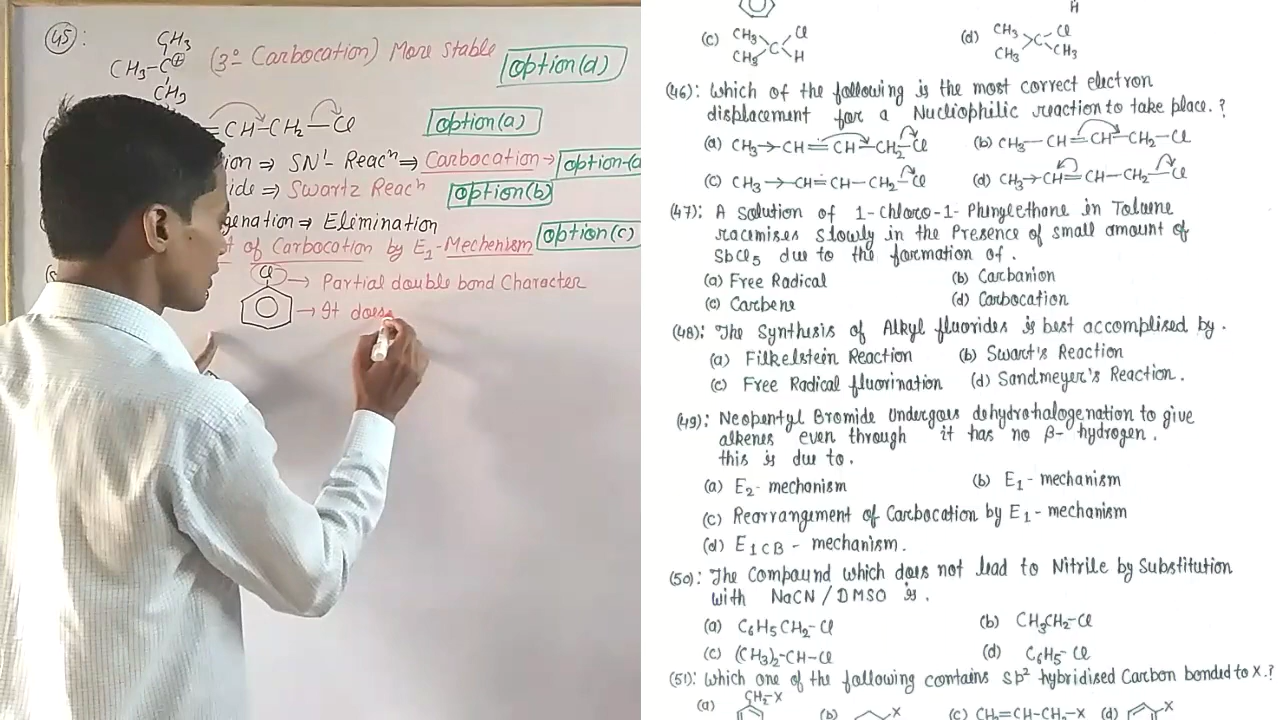 (45):
CH3
CH3-C⊕
CH3
(3° Carbocation) More stable
Option(d)
=CH-CH2-Cl
Option(a)
⇒ SN1- Reacn ⇒ Carbocation →
⇒ Swartz Reacn
Option(b)
⇒ Elimination
of Carbocation by E1-Mechenism
Option(c)
Cl → Partial double bond Character
→ It does
H
(c) CH3 CH3 C Cl H
(d) CH3 CH3 C Cl CH3
(46): Which of the following is the most correct electron
displacement for a Nucliophilic reaction to take place.?
(a) CH3→CH=CH-CH2-Cl
(b) CH3-CH=CH-CH2-Cl
(c) CH3→CH=CH-CH2-Cl
(d) CH3→CH=CH-CH2-Cl
(47): A Solution of 1-Chloro-1-Phenylethane in Toluene
racemises slowly in the Presence of small amount of
SbCl5 due to the formation of.
(a) Free Radical
(b) Carbanion
(c) Carbene
(d) Carbocation
(48): The Synthesis of Alkyl fluorides is best accomplised by.
(a) Filkelstein Reaction
(b) Swart's Reaction
(c) Free Radical fluorination
(d) Sandmeyer's Reaction.
(49): Neopentyl Bromide Undergoes dehydrohalogenation to give
alkenes even through it has no β- hydrogen.
this is due to.
(a) E2- mechanism
(b) E1- mechanism
(c) Rearrangement of Carbocation by E1- mechanism
(d) E1CB - mechanism.
(50): The Compound which does not lead to Nitrile by Substitution
with NaCN/DMSO is.
(a) C6H5CH2-Cl
(b) CH3CH2-Cl
(c) (CH3)2-CH-Cl
(d) C6H5-Cl
(51): Which one of the following contains sp2 hybridised Carbon bonded to X.?
(a) CH2-X
(b) X
(c) CH2=CH-CH2-X
(d) X